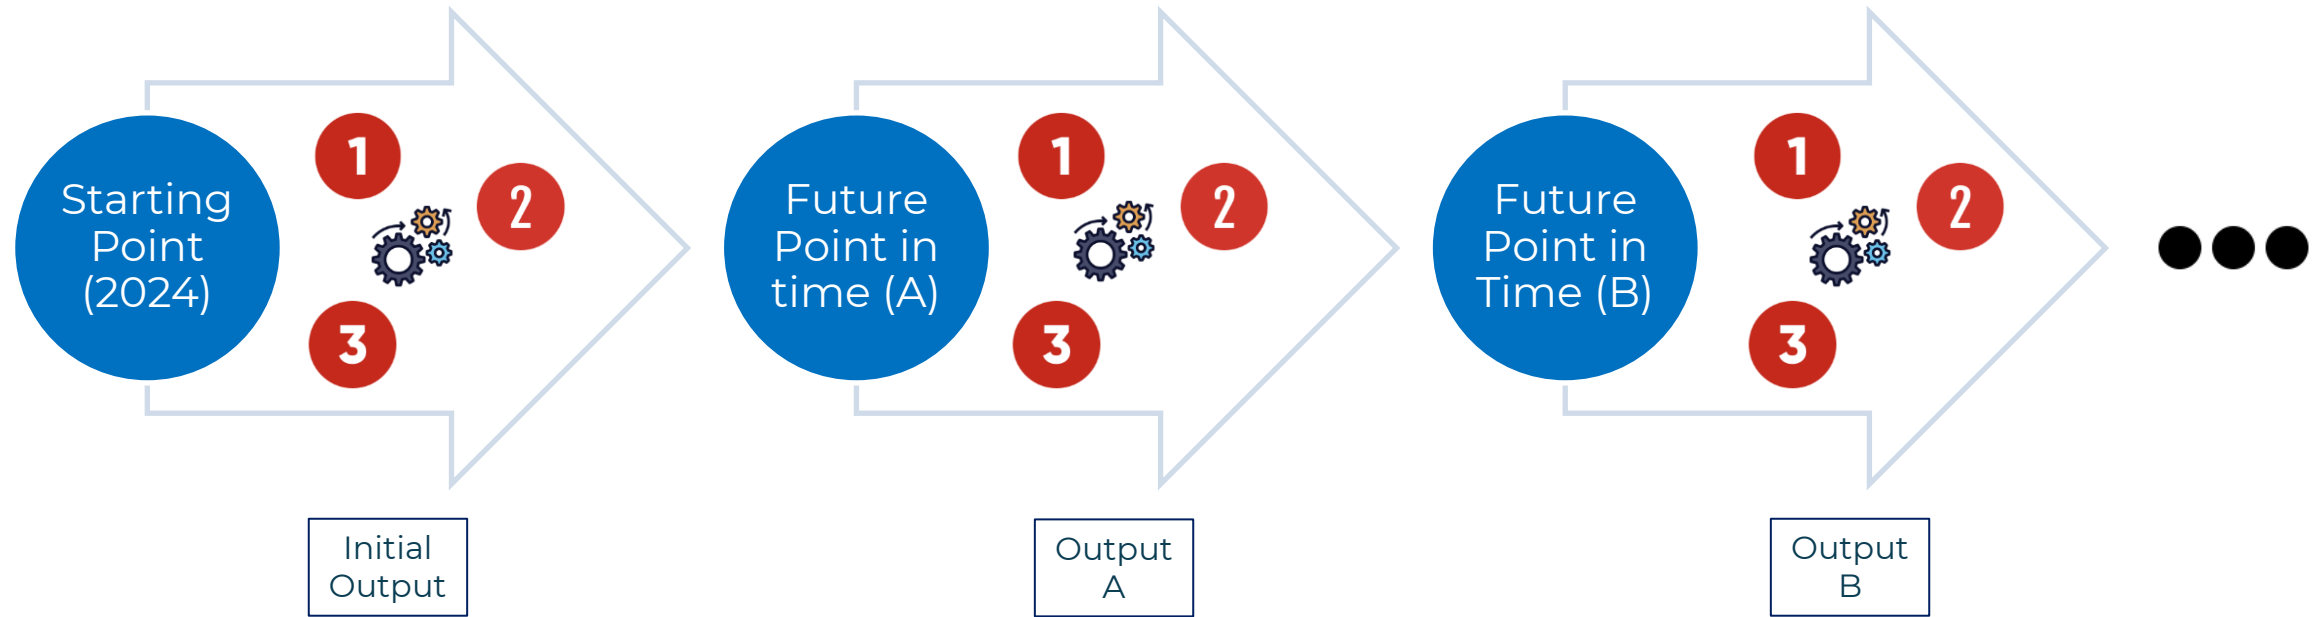 Starting
Point
(2024)
1
2
3
Initial
Output
Future
Point in
time (A)
1
2
3
Output
A
Future
Point in
Time (B)
1
2
3
Output
B